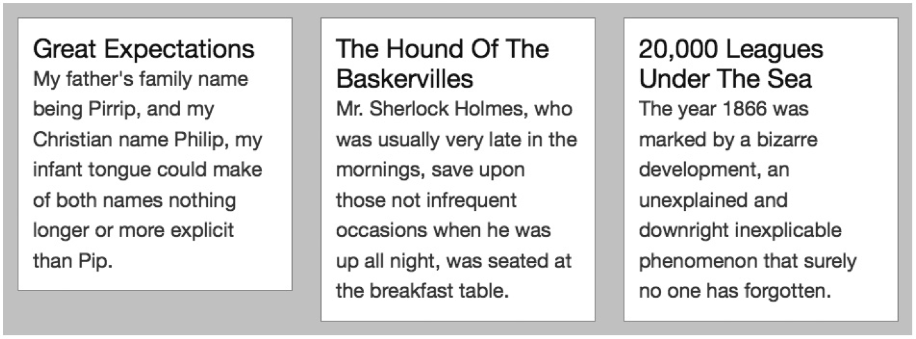 Great Expectations
My father's family name
being Pirrip, and my
Christian name Philip, my
infant tongue could make
of both names nothing
longer or more explicit
than Pip.
The Hound Of The
Baskervilles
Mr. Sherlock Holmes, who
was usually very late in the
mornings, save upon
those not infrequent
occasions when he was
up all night, was seated at
the breakfast table.
20,000 Leagues
Under The Sea
The year 1866 was
marked by a bizarre
development, an
unexplained and
downright inexplicable
phenomenon that surely
no one has forgotten.